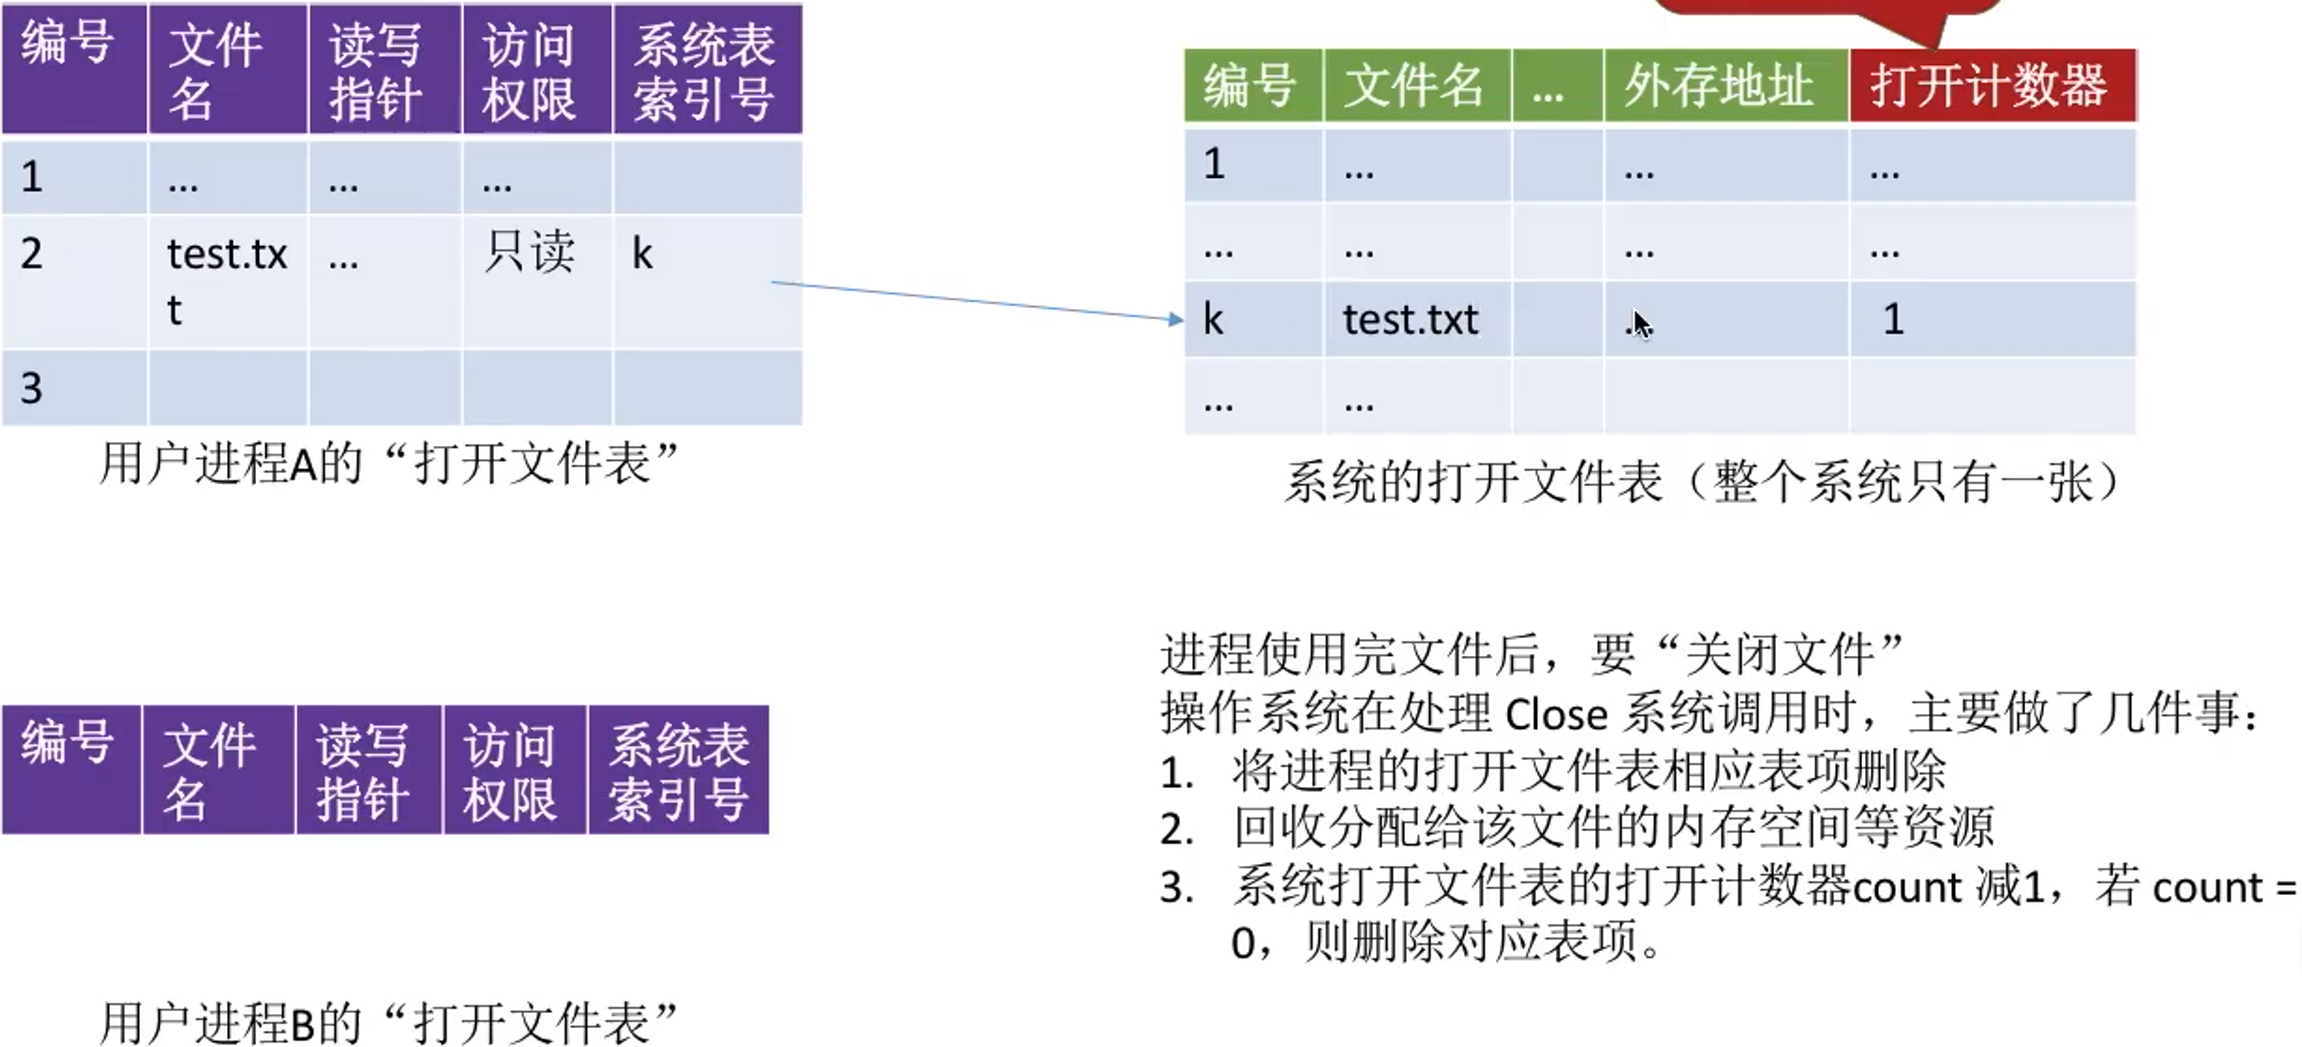 编号 文件名 读写指针 访问权限 系统表索引号
1 … … …
2 test.txt … 只读 k
3
用户进程A的“打开文件表”
编号 文件名 … 外存地址 打开计数器
1 … … …
… … … …
k test.txt 1
… …
系统的打开文件表（整个系统只有一张）
编号 文件名 读写指针 访问权限 系统表索引号
用户进程B的“打开文件表”
进程使用完文件后，要“关闭文件”
操作系统在处理 Close 系统调用时，主要做了几件事：
1. 将进程的打开文件表相应表项删除
2. 回收分配给该文件的内存空间等资源
3. 系统打开文件表的打开计数器count 减1，若 count =
0，则删除对应表项。